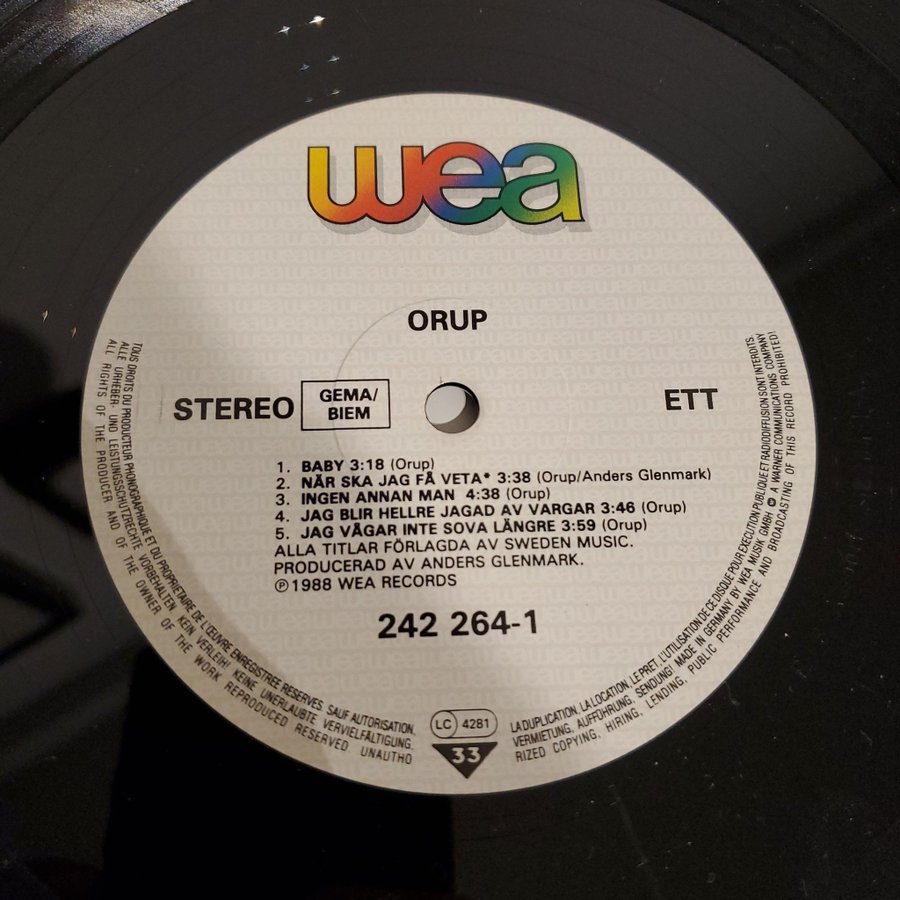 wea
ORUP
STEREO
GEMA/
BIEM
ETT
1. BABY 3:18 (Orup)
2. NÄR SKA JAG FÅ VETA* 3:38 (Orup/Anders Glenmark)
3. INGEN ANNAN MAN 4:38 (Orup)
4. JAG BLIR HELLRE JAGAD AV VARGAR 3:46 (Orup)
5. JAG VÅGAR INTE SOVA LÄNGRE 3:59 (Orup)
ALLA TITLAR FÖRLAGDA AV SWEDEN MUSIC.
PRODUCERAD AV ANDERS GLENMARK.
℗ 1988 WEA RECORDS
242 264-1
LC 4281
33
TOUS DROITS DU PRODUCTEUR PHONOGRAPHIQUE ET DU PROPRIETAIRE DE L'ŒUVRE ENREGISTREE RESERVES. SAUF AUTORISATION,
ALLE URHEBER- UND LEISTUNGSSCHUTZRECHTE VORBEHALTEN. KEIN VERLEIH! KEINE UNERLAUBTE VERVIELFÄLTIGUNG,
ALL RIGHTS OF THE PRODUCER AND OF THE OWNER OF THE WORK REPRODUCED RESERVED UNAUTHO
LA DUPLICATION, LA LOCATION, LE PRET, L'UTILISATION DE CE DISQUE POUR EXECUTION PUBLIQUE ET RADIODIFFUSION SONT INTERDITS.
VERMIETUNG, AUFFÜHRUNG, SENDUNG! MADE IN GERMANY BY WEA MUSIK GMBH A WARNER COMMUNICATIONS COMPANY
RIZED COPYING, HIRING, LENDING, PUBLIC PERFORMANCE AND BROADCASTING OF THIS RECORD PROHIBITED!